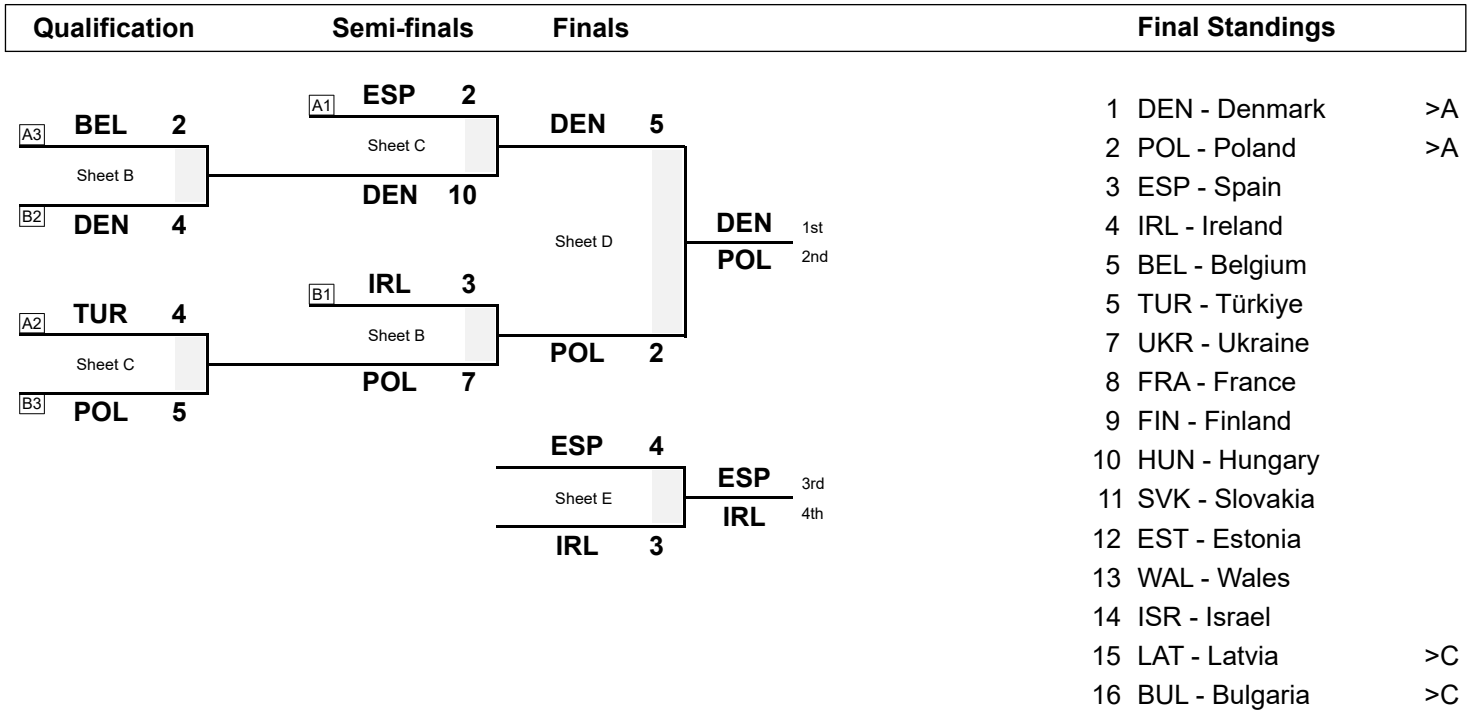 Qualification Semi-finals Finals Final Standings
A1 ESP 2
A3 BEL 2
Sheet C
DEN 5
Sheet B
DEN 10
B2 DEN 4
Sheet D
DEN 1st
POL 2nd
B1 IRL 3
A2 TUR 4
Sheet B
Sheet C
POL 2
POL 7
B3 POL 5
ESP 4
Sheet E
ESP 3rd
IRL 4th
IRL 3
1 DEN - Denmark >A
2 POL - Poland >A
3 ESP - Spain
4 IRL - Ireland
5 BEL - Belgium
5 TUR - Türkiye
7 UKR - Ukraine
8 FRA - France
9 FIN - Finland
10 HUN - Hungary
11 SVK - Slovakia
12 EST - Estonia
13 WAL - Wales
14 ISR - Israel
15 LAT - Latvia >C
16 BUL - Bulgaria >C